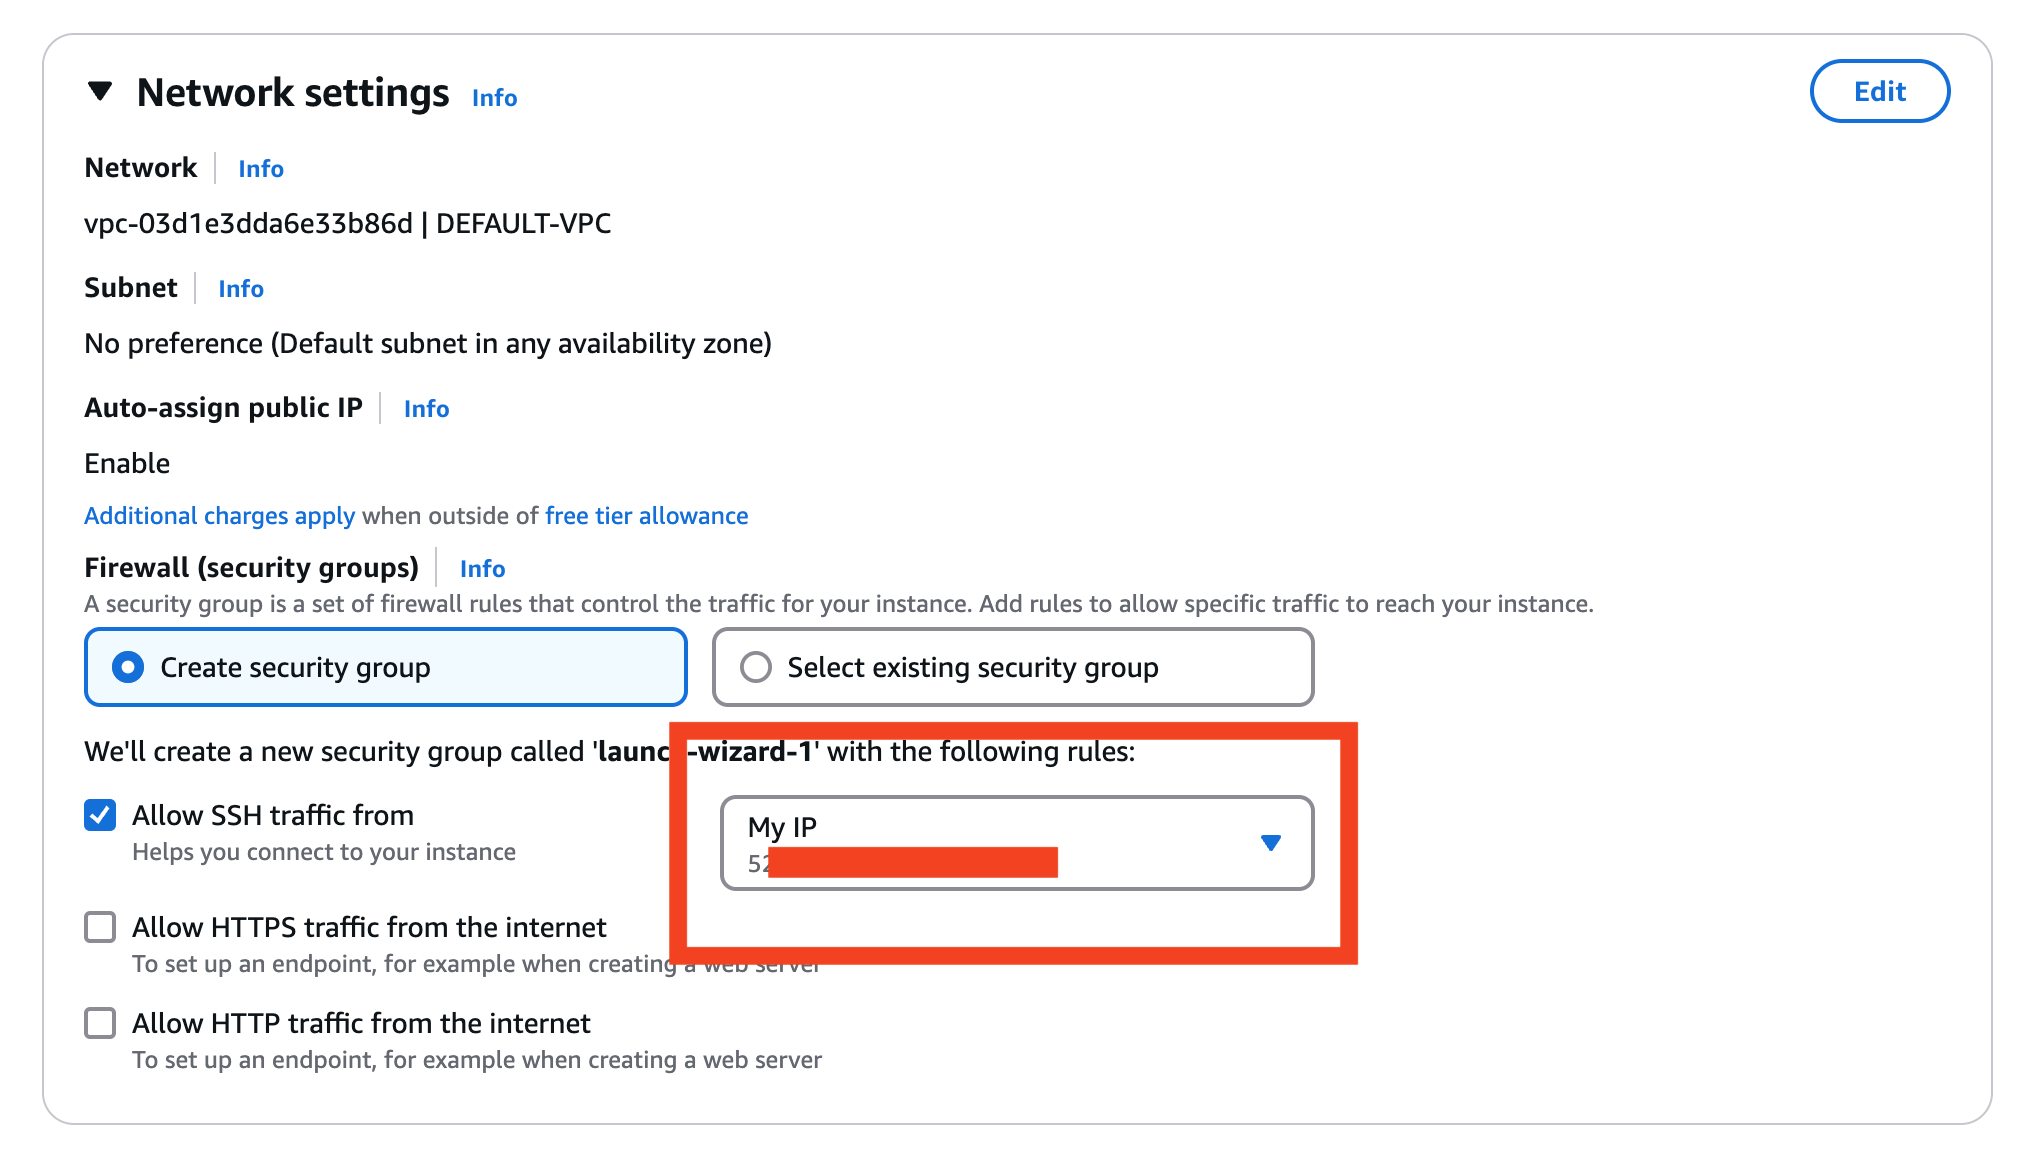 Network settings Info
Edit
Network Info
vpc-03d1e3dda6e33b86d | DEFAULT-VPC
Subnet Info
No preference (Default subnet in any availability zone)
Auto-assign public IP Info
Enable
Additional charges apply when outside of free tier allowance
Firewall (security groups) Info
A security group is a set of firewall rules that control the traffic for your instance. Add rules to allow specific traffic to reach your instance.
Create security group
Select existing security group
We'll create a new security group called 'launch-wizard-1' with the following rules:
Allow SSH traffic from
Helps you connect to your instance
My IP
52
Allow HTTPS traffic from the internet
To set up an endpoint, for example when creating a web server
Allow HTTP traffic from the internet
To set up an endpoint, for example when creating a web server